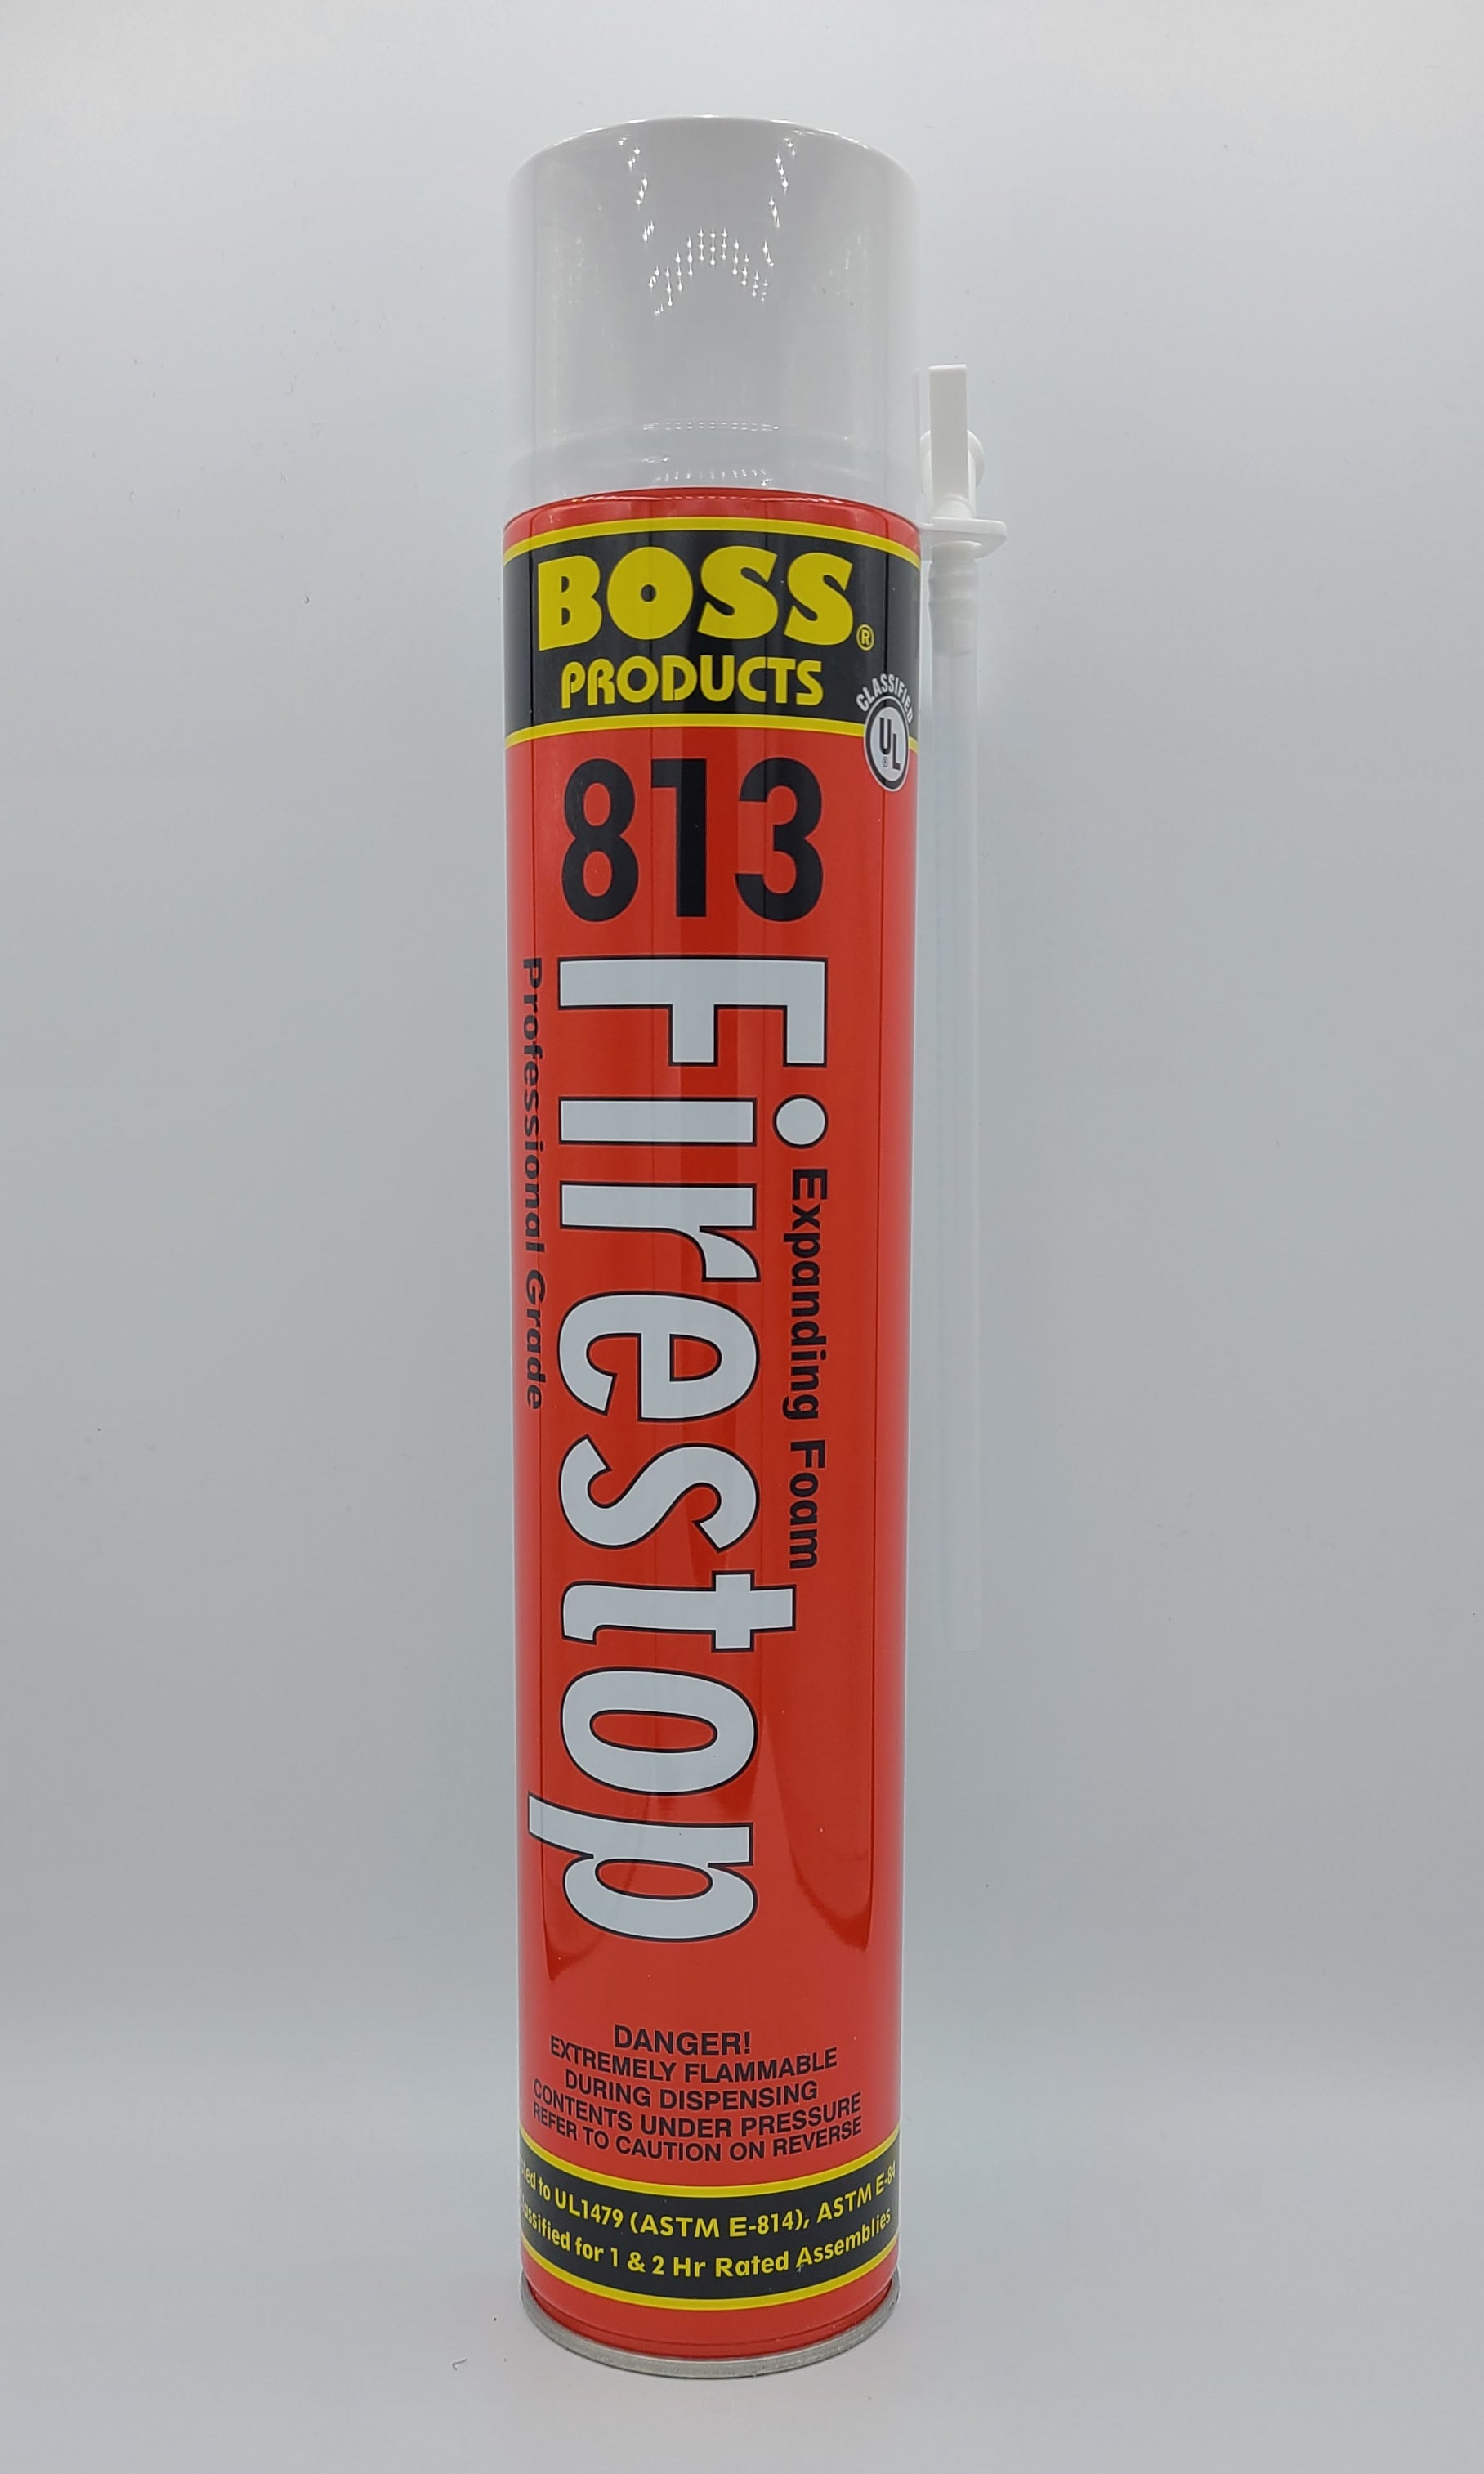 BOSS®
PRODUCTS
CLASSIFIED
UL®
813
Firestop
Expanding Foam
Professional Grade
DANGER!
EXTREMELY FLAMMABLE
DURING DISPENSING
CONTENTS UNDER PRESSURE
REFER TO CAUTION ON REVERSE
to UL1479 (ASTM E-814), ASTM E-84
for 1 & 2 Hr Rated Assemblies